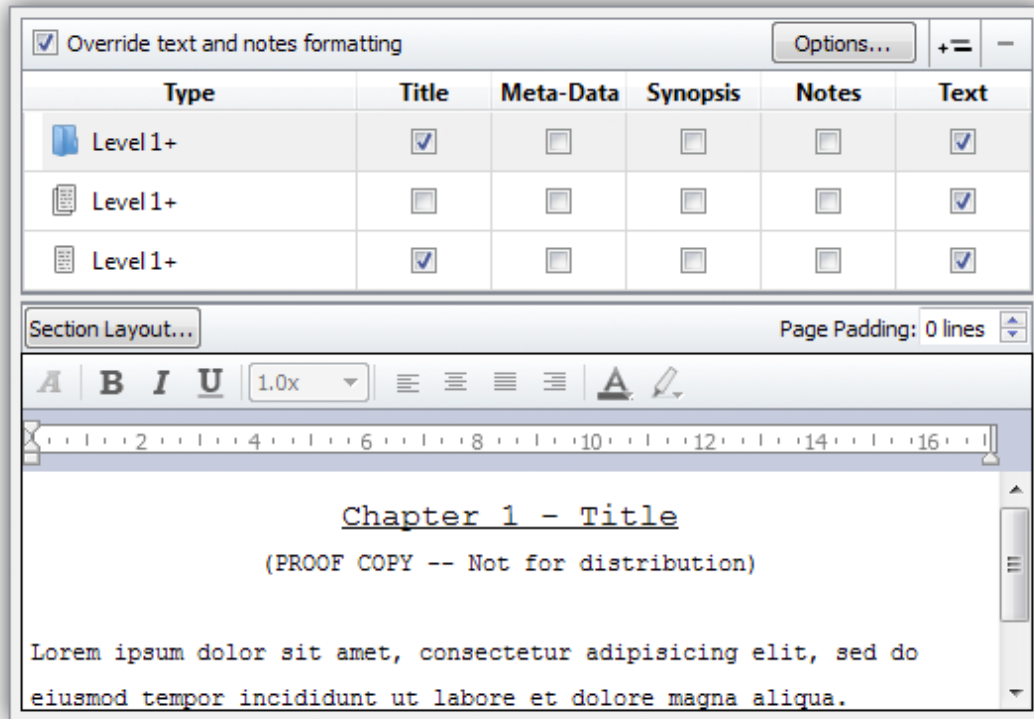 Override text and notes formatting Options...
Type Title Meta-Data Synopsis Notes Text
Level 1+
Level 1+
Level 1+
Section Layout... Page Padding: 0 lines
A B I U 1.0x A
2 4 6 8 10 12 14 16
Chapter 1 – Title
(PROOF COPY -- Not for distribution)
Lorem ipsum dolor sit amet, consectetur adipisicing elit, sed do
eiusmod tempor incididunt ut labore et dolore magna aliqua.